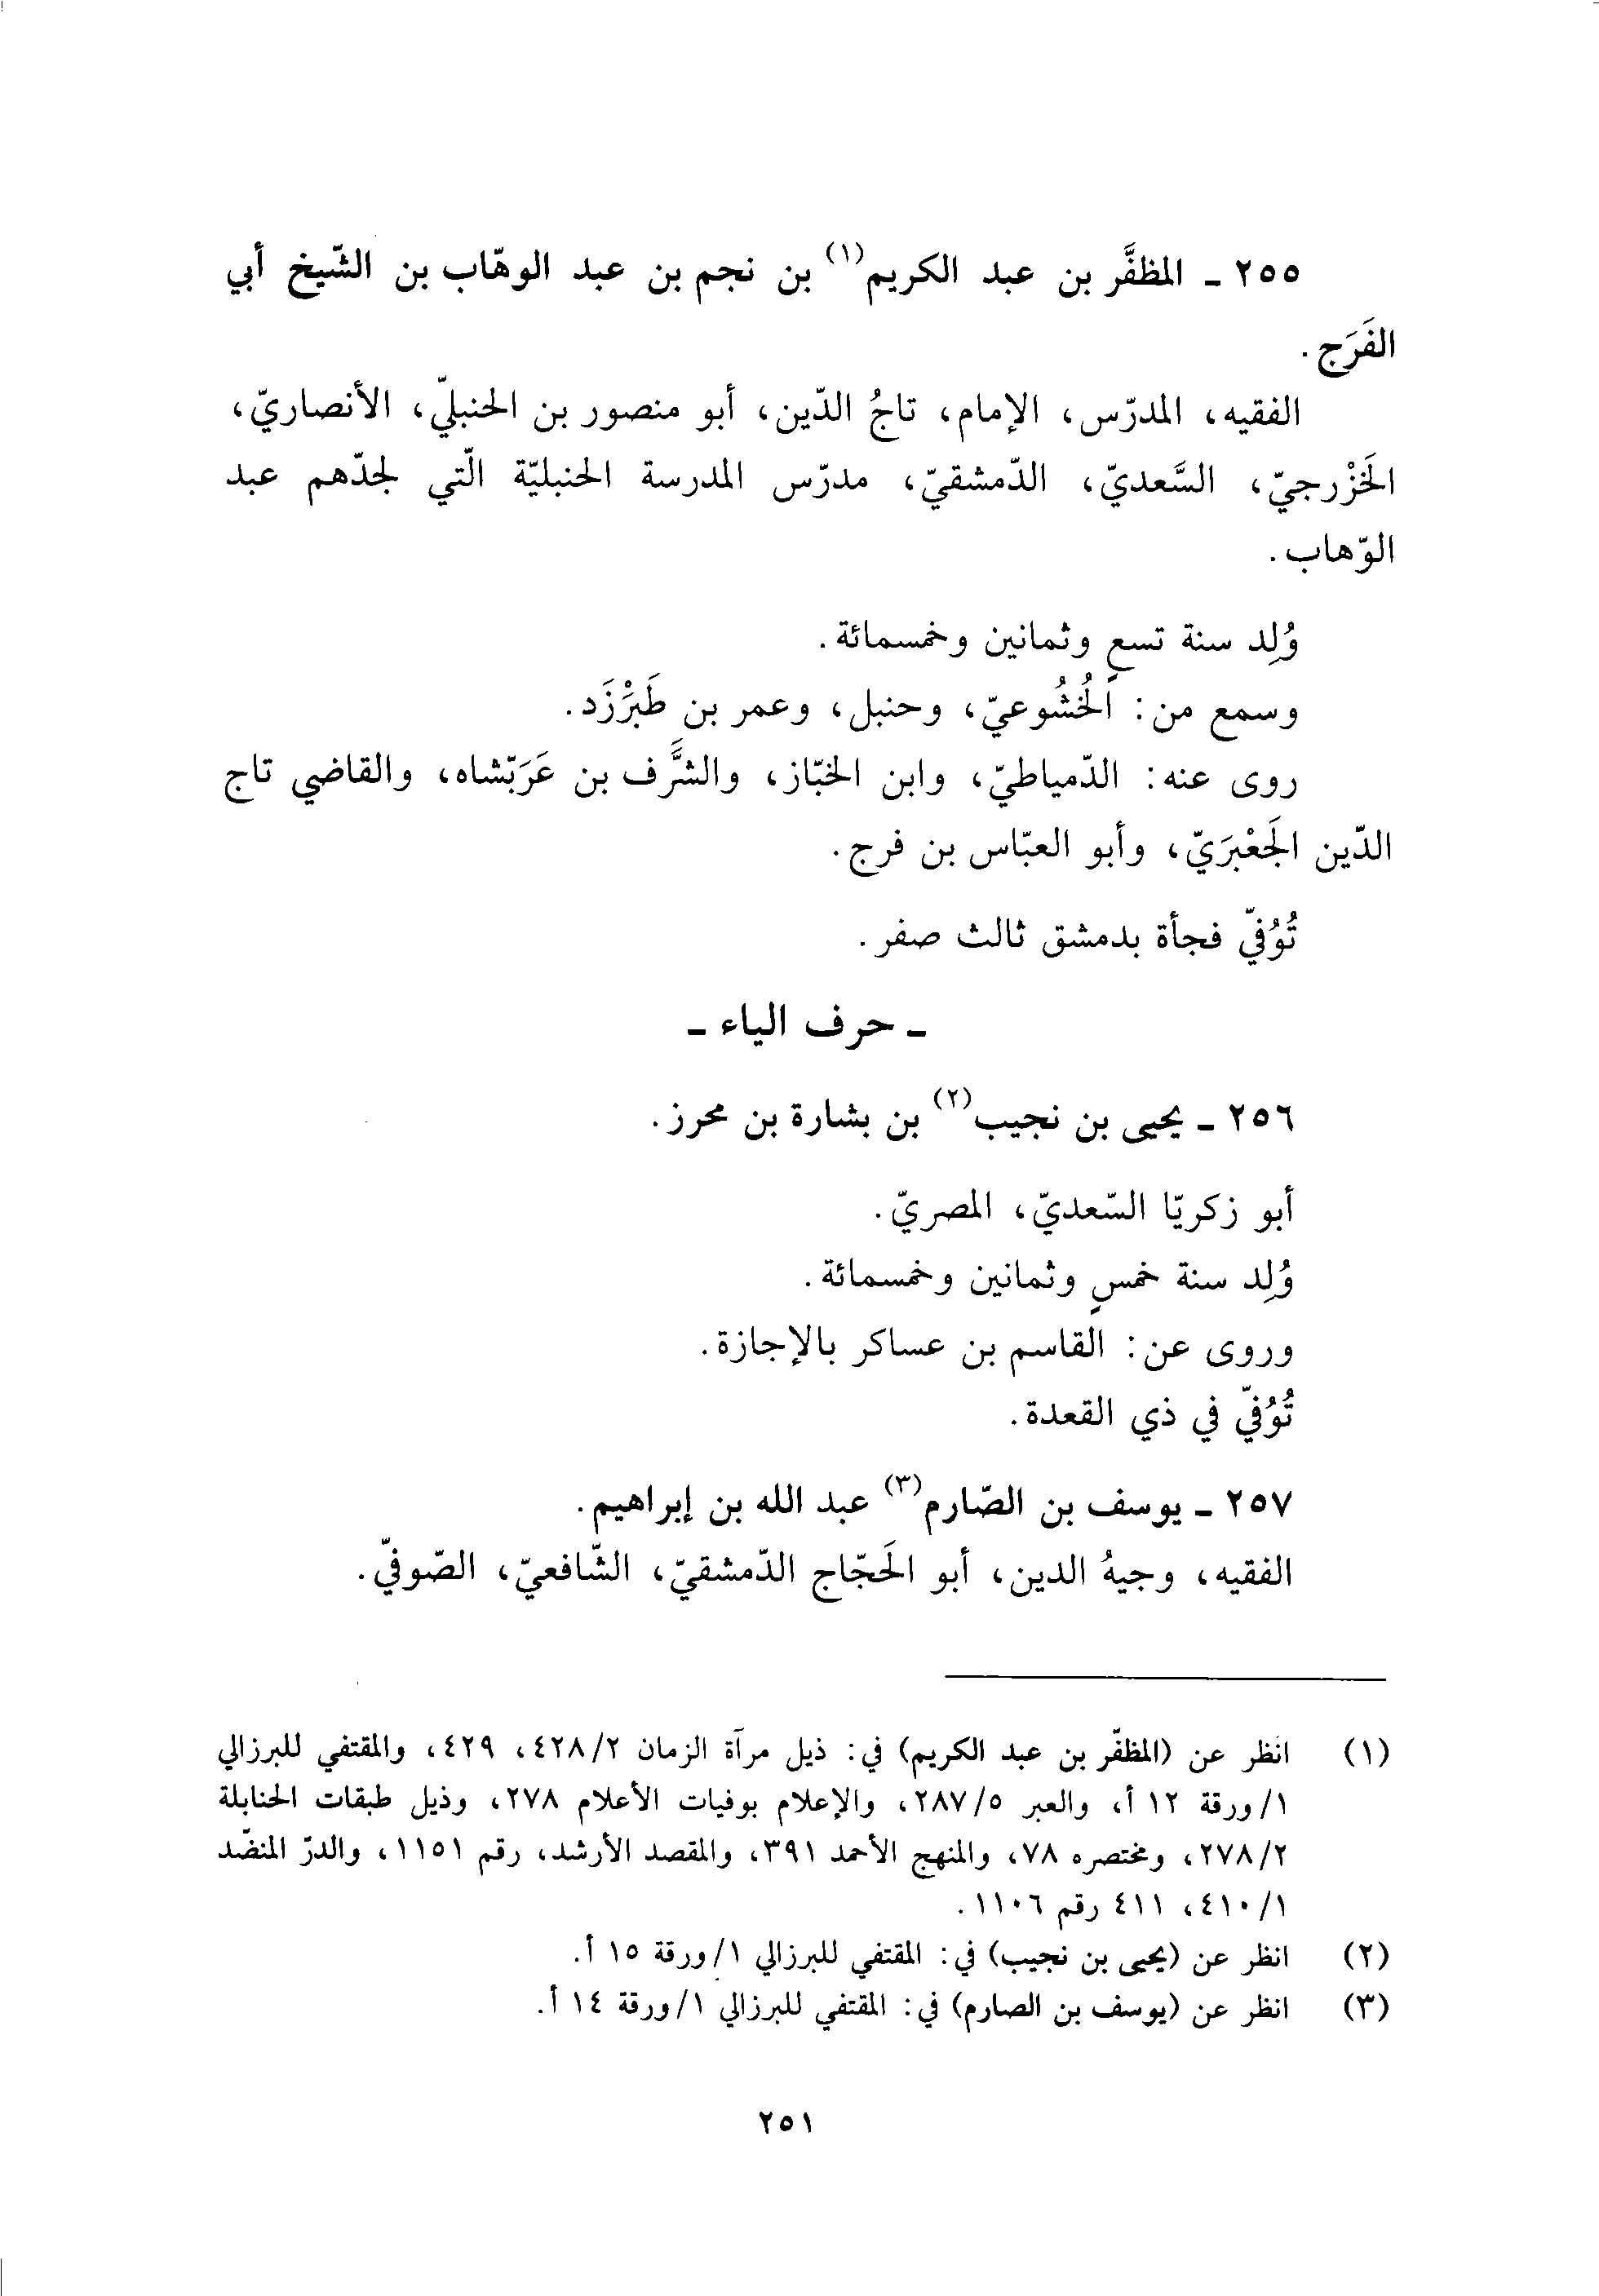 ٢٥٥ ـ المظفَّر بن عبد الكريم(١) بن نجم بن عبد الوهّاب بن الشّيخ أبي
الفَرَج.
الفقيه، المدرّس، الإمام، تاجُ الدّين، أبو منصور بن الحنبليّ، الأنصاريّ،
الخَزْرجيّ، السَّعديّ، الدّمشقيّ، مدرّس المدرسة الحنبليّة الّتي لجدّهم عبد
الوّهاب.
وُلِد سنة تسعٍ وثمانين وخمسمائة.
وسمع من: الخُشُوعيّ، وحنبل، وعمر بن طَبَرْزَد.
روى عنه: الدّمياطيّ، وابن الخبّاز، والشَّرَف بن عَرَبّشاه، والقاضي تاج
الدّين الجَعْبَريّ، وأبو العبّاس بن فرج.
تُوُفيّ فجأة بدمشق ثالث صفر.
ـ حرف الياء ـ
٢٥٦ ـ يحيى بن نجيب(٢) بن بشارة بن محرز.
أبو زكريّا السّعديّ، المصريّ.
وُلِد سنة خمسٍ وثمانين وخمسمائة.
وروى عن: القاسم بن عساكر بالإجازة.
تُوُفيّ في ذي القعدة.
٢٥٧ ـ يوسف بن الصّارم(٣) عبد الله بن إبراهيم.
الفقيه، وجيهُ الدين، أبو الحَجّاج الدّمشقيّ، الشّافعيّ، الصّوفيّ.
(١) انظر عن (المظفّر بن عبد الكريم) في: ذيل مرآة الزمان ٤٢٨/٢، ٤٢٩، والمقتفي للبرزالي
١/ورقة ١٢ أ، والعبر ٢٨٧/٥، والإعلام بوفيات الأعلام ٢٧٨، وذيل طبقات الحنابلة
٢٧٨/٢، ومختصره ٧٨، والمنهج الأحمد ٣٩١، والمقصد الأرشد، رقم ١١٥١، والدرّ المنضّد
٤١٠/١، ٤١١ رقم ١١٠٦.
(٢) انظر عن (يحيى بن نجيب) في: المقتفي للبرزالي ١/ورقة ١٥ أ.
(٣) انظر عن (يوسف بن الصارم) في: المقتفي للبرزالي ١/ورقة ١٤ أ.
٢٥١